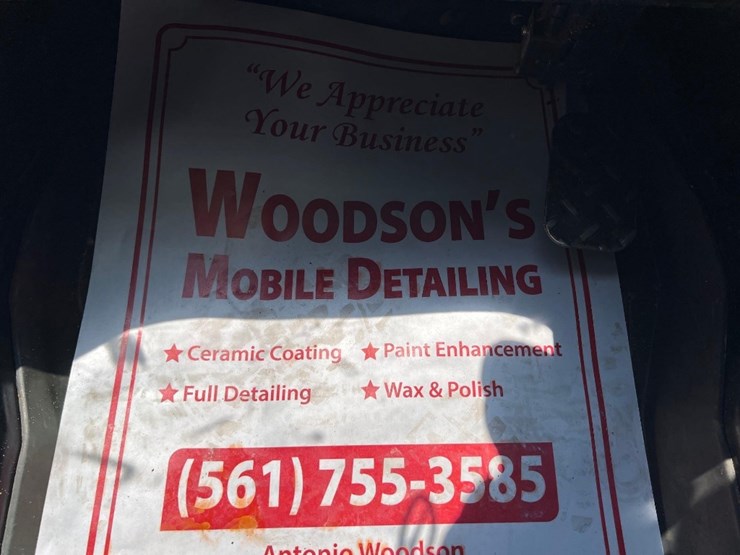 "We Appreciate
Your Business"
WOODSON'S
MOBILE DETAILING
★ Ceramic Coating ★ Paint Enhancement
★ Full Detailing ★ Wax & Polish
(561) 755-3585
Antonio Woodson